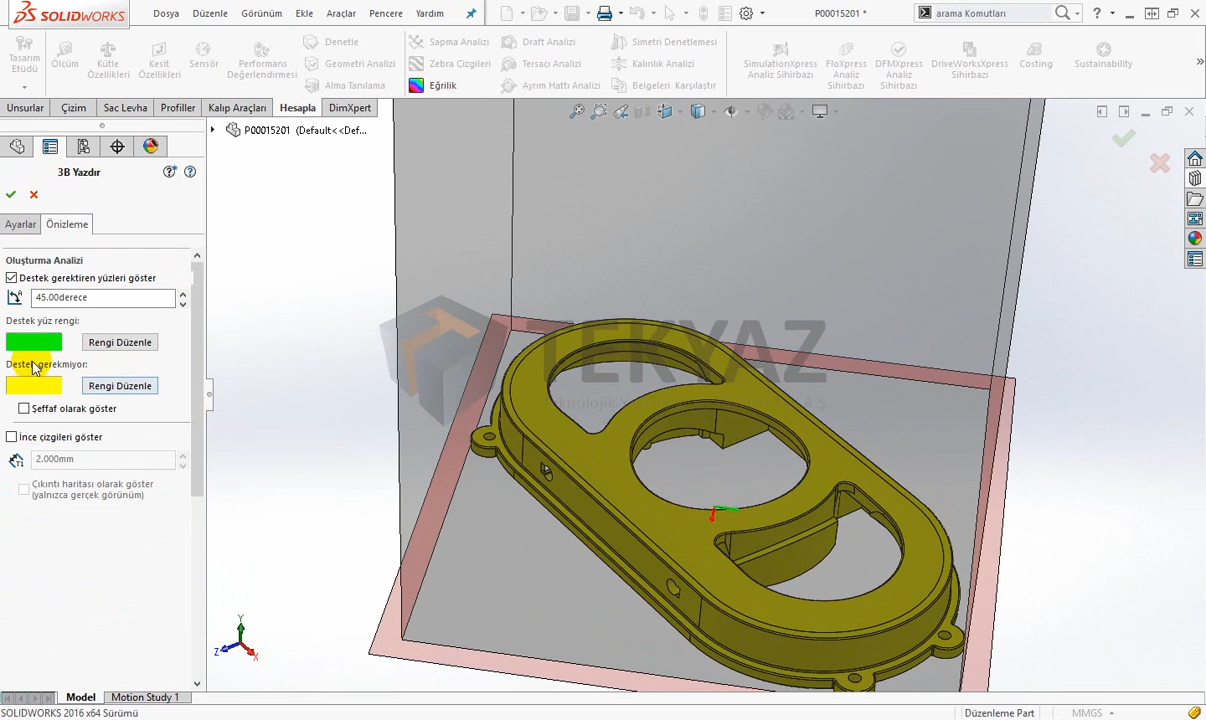 SOLIDWORKS
Dosya Düzenle Görünüm Ekle Araçlar Pencere Yardım
P00015201 *
arama Komutları
Tasarım Etüdü
Ölçüm
Kütle Özellikleri
Kesit Özellikleri
Sensör
Performans Değerlendirmesi
Denetle
Geometri Analizi
Alma Tanılama
Sapma Analizi
Zebra Çizgileri
Eğrilik
Draft Analizi
Tersaçı Analizi
Ayrım Hattı Analizi
Simetri Denetlemesi
Kalınlık Analizi
Belgeleri Karşılaştır
SimulationXpress Analiz Sihirbazı
FloXpress Analiz Sihirbazı
DFMXpress Analiz Sihirbazı
DriveWorksXpress Sihirbazı
Costing
Sustainability
Unsurlar Çizim Sac Levha Profiller Kalıp Araçları Hesapla DimXpert
P00015201 (Default<<Def...
3B Yazdır
Ayarlar Önizleme
Oluşturma Analizi
Destek gerektiren yüzleri göster
45.00derece
Destek yüz rengi:
Rengi Düzenle
Destek gerekmiyor:
Rengi Düzenle
Seffaf olarak göster
İnce çizgileri göster
2.000mm
Çıkıntı haritası olarak göster
(yalnızca gerçek görünüm)
TEKYAZ
Y
Z
X
Model Motion Study 1
SOLIDWORKS 2016 x64 Sürümü
Düzenleme Part
MMGS